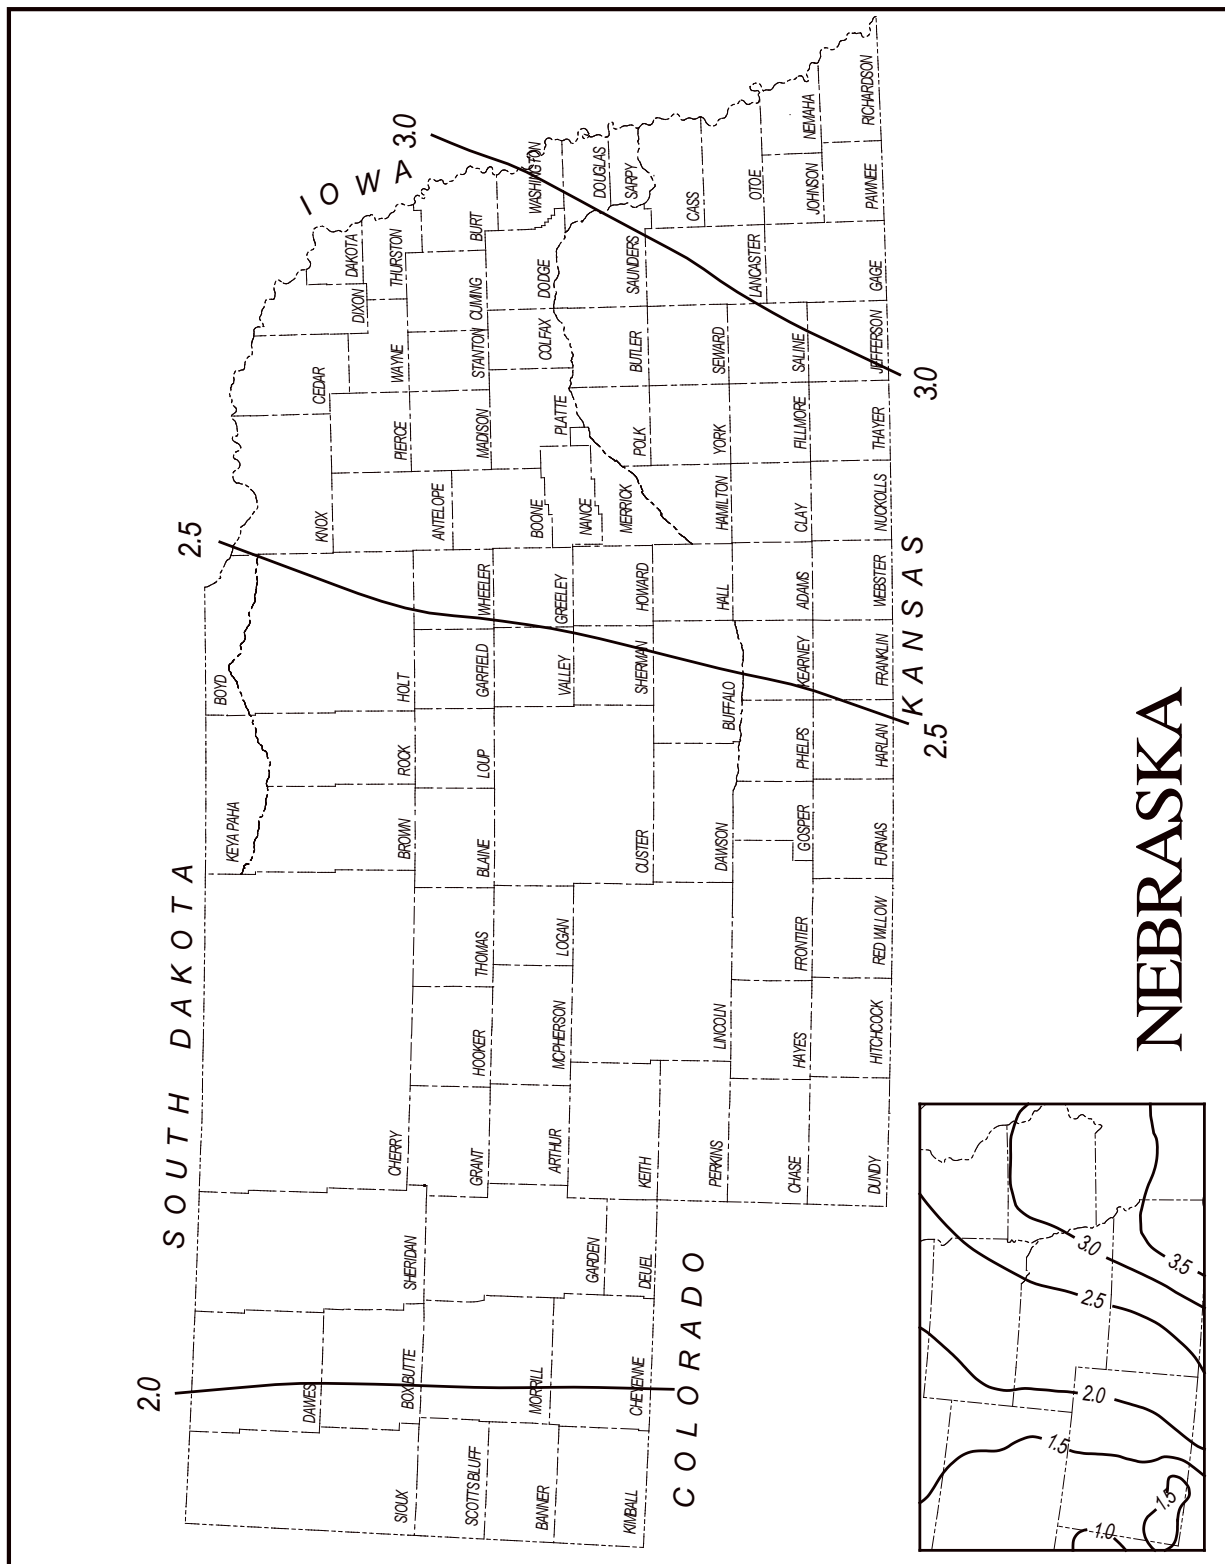 SOUTH DAKOTA
IOWA
COLORADO
KANSAS
NEBRASKA
2.0
2.0
2.5
2.5
3.0
3.0
SIOUX
DAWES
BOX BUTTE
SHERIDAN
CHERRY
KEYA PAHA
BROWN
ROCK
BOYD
HOLT
KNOX
CEDAR
DIXON
DAKOTA
ANTELOPE
PIERCE
WAYNE
THURSTON
SCOTTS BLUFF
BANNER
MORRILL
KIMBALL
CHEYENNE
GARDEN
DEUEL
GRANT
HOOKER
THOMAS
BLAINE
LOUP
GARFIELD
WHEELER
MADISON
STANTON
CUMING
BURT
ARTHUR
MCPHERSON
LOGAN
VALLEY
GREELEY
BOONE
NANCE
PLATTE
COLFAX
DODGE
WASHINGTON
KEITH
LINCOLN
CUSTER
SHERMAN
HOWARD
MERRICK
POLK
BUTLER
SAUNDERS
SARPY
DOUGLAS
PERKINS
DAWSON
BUFFALO
HALL
HAMILTON
YORK
SEWARD
LANCASTER
CASS
OTOE
CHASE
HAYES
FRONTIER
GOSPER
PHELPS
KEARNEY
ADAMS
CLAY
FILLMORE
SALINE
JOHNSON
NEMAHA
DUNDY
HITCHCOCK
RED WILLOW
FURNAS
HARLAN
FRANKLIN
WEBSTER
NUCKOLLS
THAYER
JEFFERSON
GAGE
PAWNEE
RICHARDSON
1.0
1.5
1.5
2.0
2.5
3.0
3.5